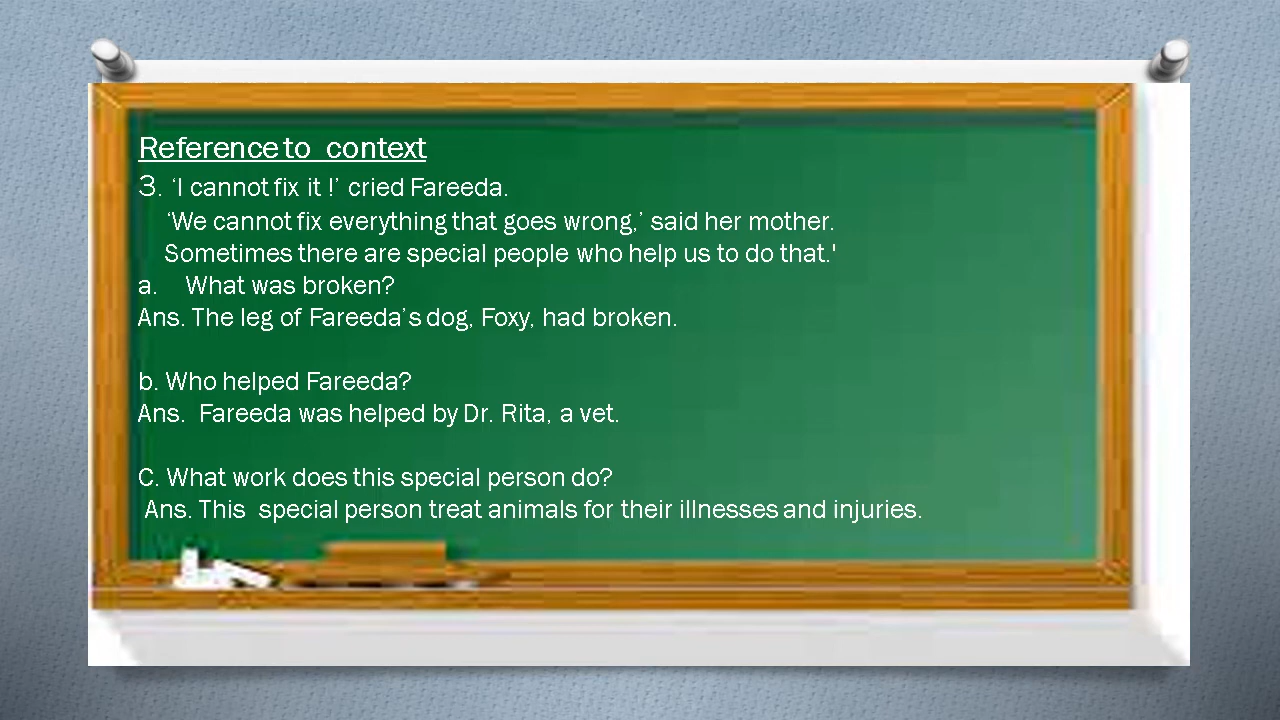 Reference to context
3. ‘I cannot fix it !’ cried Fareeda.
‘We cannot fix everything that goes wrong,’ said her mother.
Sometimes there are special people who help us to do that.'
a. What was broken?
Ans. The leg of Fareeda’s dog, Foxy, had broken.
b. Who helped Fareeda?
Ans. Fareeda was helped by Dr. Rita, a vet.
C. What work does this special person do?
Ans. This special person treat animals for their illnesses and injuries.